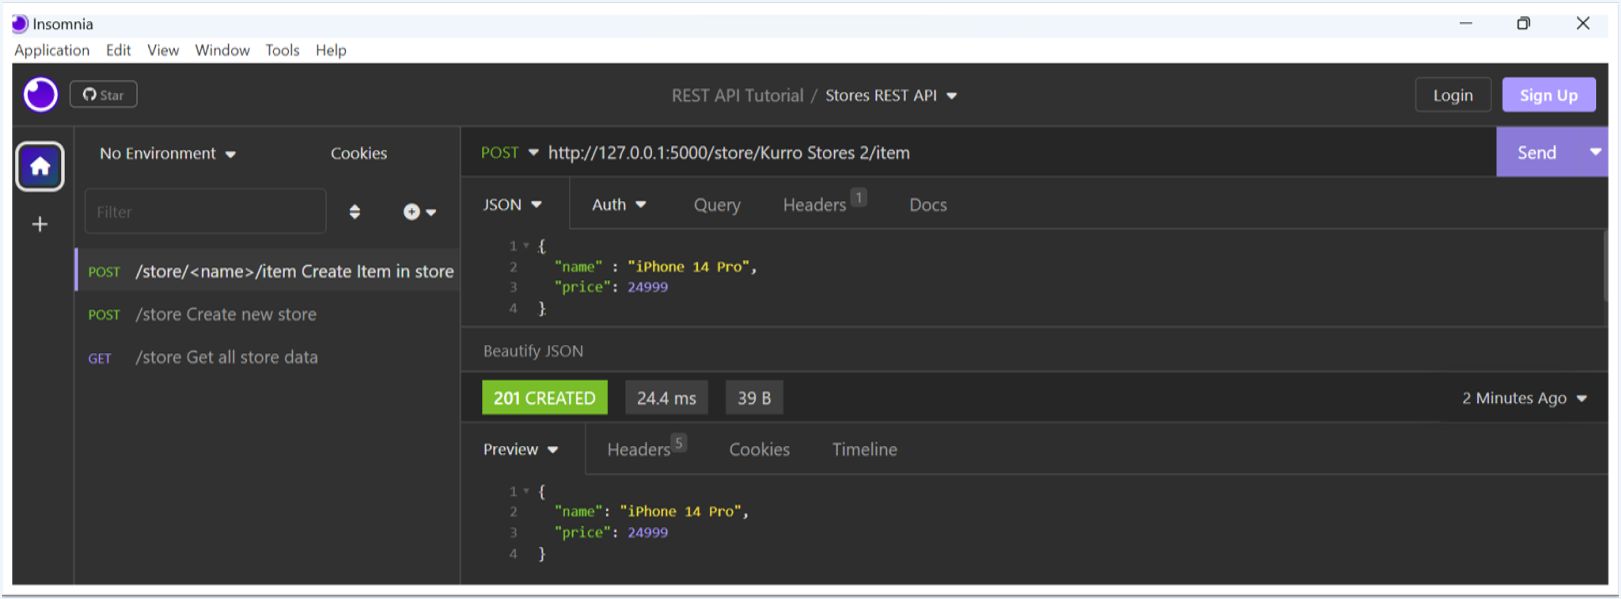 Insomnia
Application Edit View Window Tools Help
Star
REST API Tutorial / Stores REST API
Login
Sign Up
No Environment
Cookies
Filter
POST /store/<name>/item Create Item in store
POST /store Create new store
GET /store Get all store data
POST http://127.0.0.1:5000/store/Kurro Stores 2/item
Send
JSON Auth Query Headers 1 Docs
1 {
2 "name" : "iPhone 14 Pro",
3 "price": 24999
4 }
Beautify JSON
201 CREATED 24.4 ms 39 B 2 Minutes Ago
Preview Headers 5 Cookies Timeline
1 {
2 "name": "iPhone 14 Pro",
3 "price": 24999
4 }